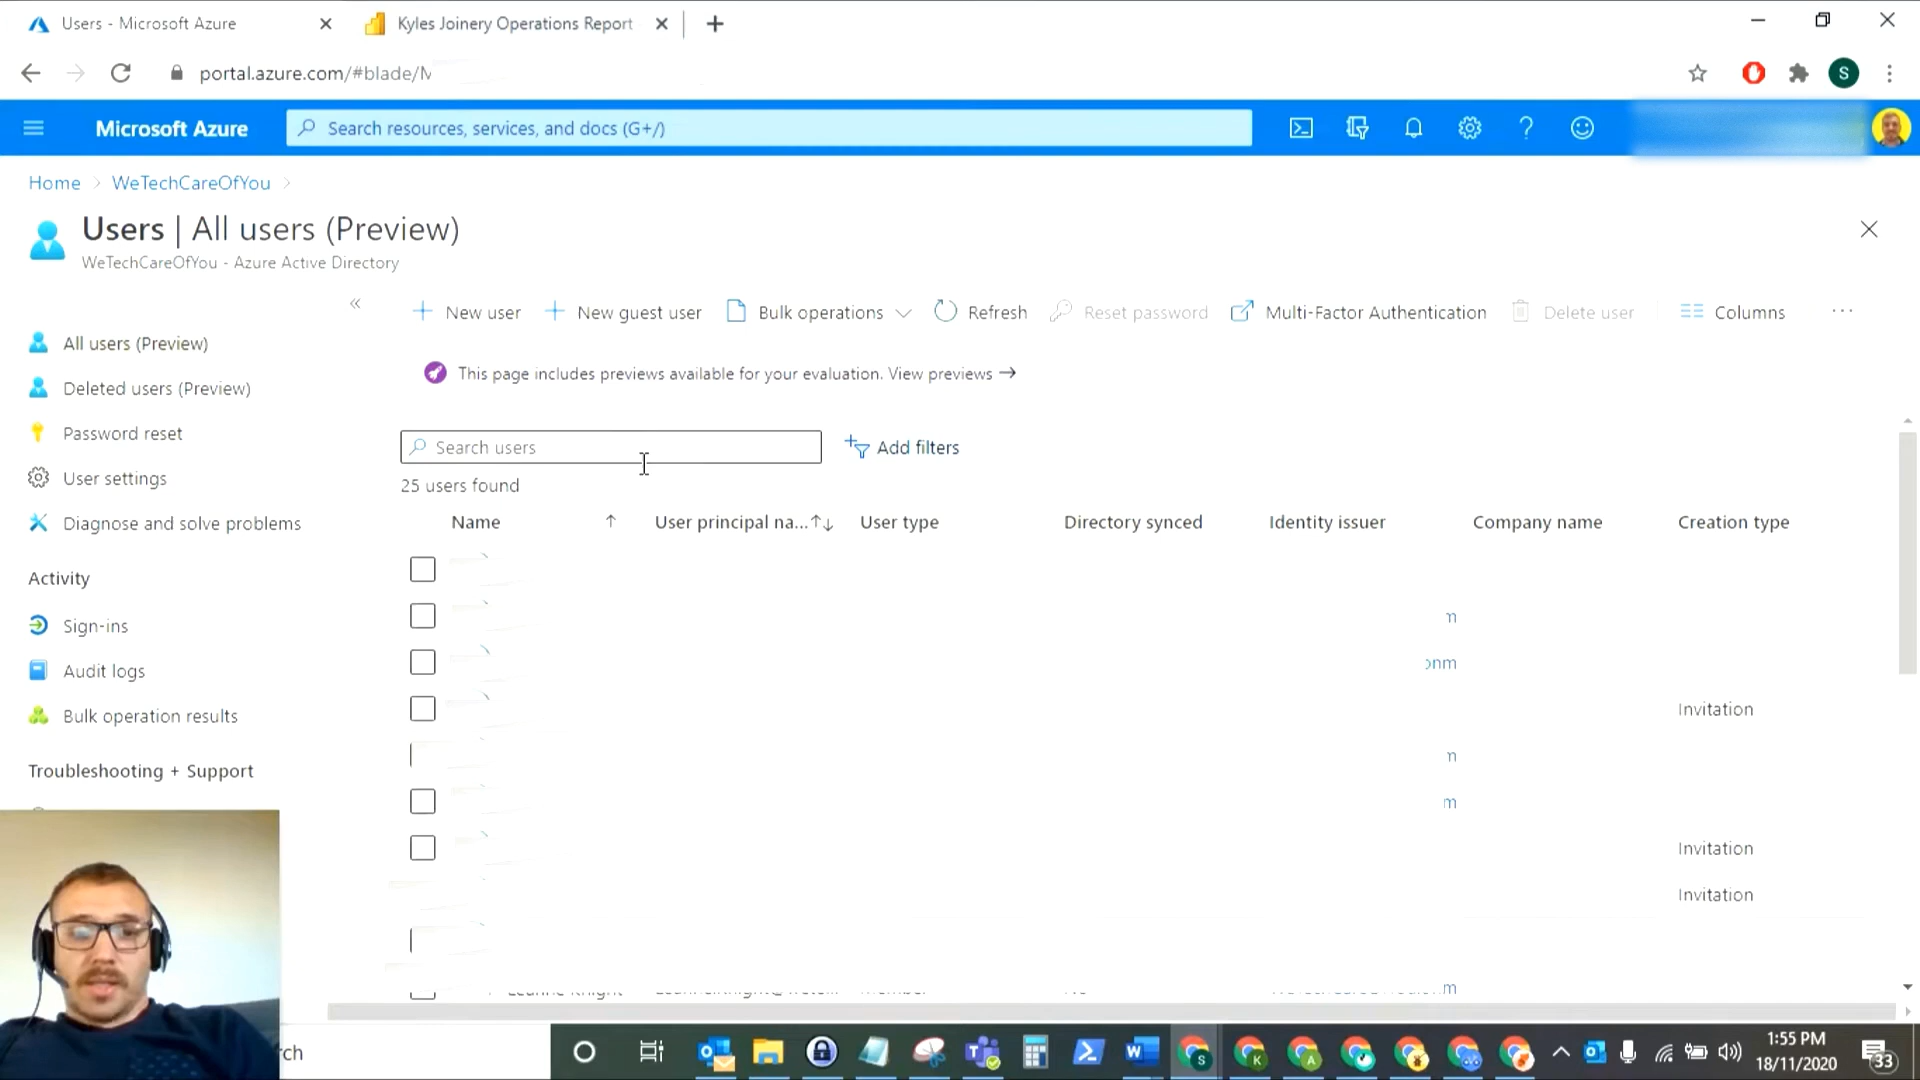 Users - Microsoft Azure
Kyles Joinery Operations Report
portal.azure.com/#blade/M
S
Microsoft Azure
Search resources, services, and docs (G+/)
Home
WeTechCareOfYou
Users | All users (Preview)
WeTechCareOfYou - Azure Active Directory
New user
New guest user
Bulk operations
Refresh
Reset password
Multi-Factor Authentication
Delete user
Columns
All users (Preview)
Deleted users (Preview)
Password reset
User settings
Diagnose and solve problems
Activity
Sign-ins
Audit logs
Bulk operation results
Troubleshooting + Support
This page includes previews available for your evaluation. View previews →
Search users
Add filters
25 users found
Name
User principal na...
User type
Directory synced
Identity issuer
Company name
Creation type
m
onm
Invitation
m
m
Invitation
Invitation
m
rch
1:55 PM
18/11/2020
33